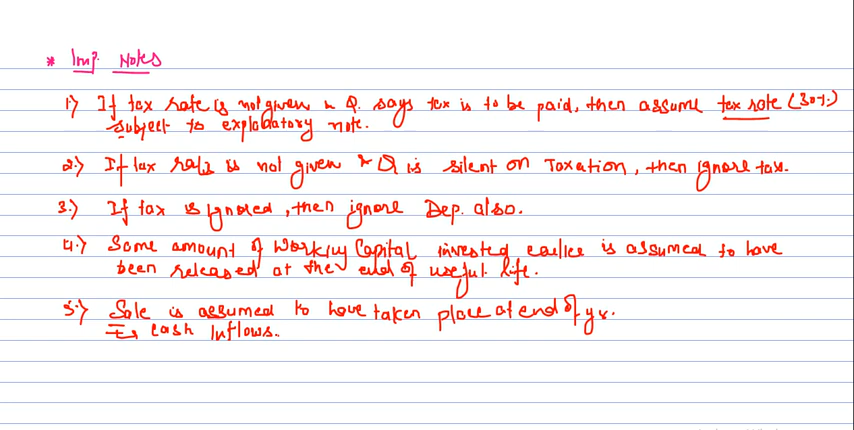 * Imp. Notes
1.) If tax rate is not given & Q. says tax is to be paid, then assume tax rate (30%)
subject to explanatory note.
2.) If tax rate is not given & Q is silent on Taxation, then ignore tax.
3.) If tax is ignored, then ignore Dep. also.
4.) Same amount of Working Capital invested earlier is assumed to have
been released at the end of useful life.
5.) Sale is assumed to have taken place at end of yr.
cash Inflows.